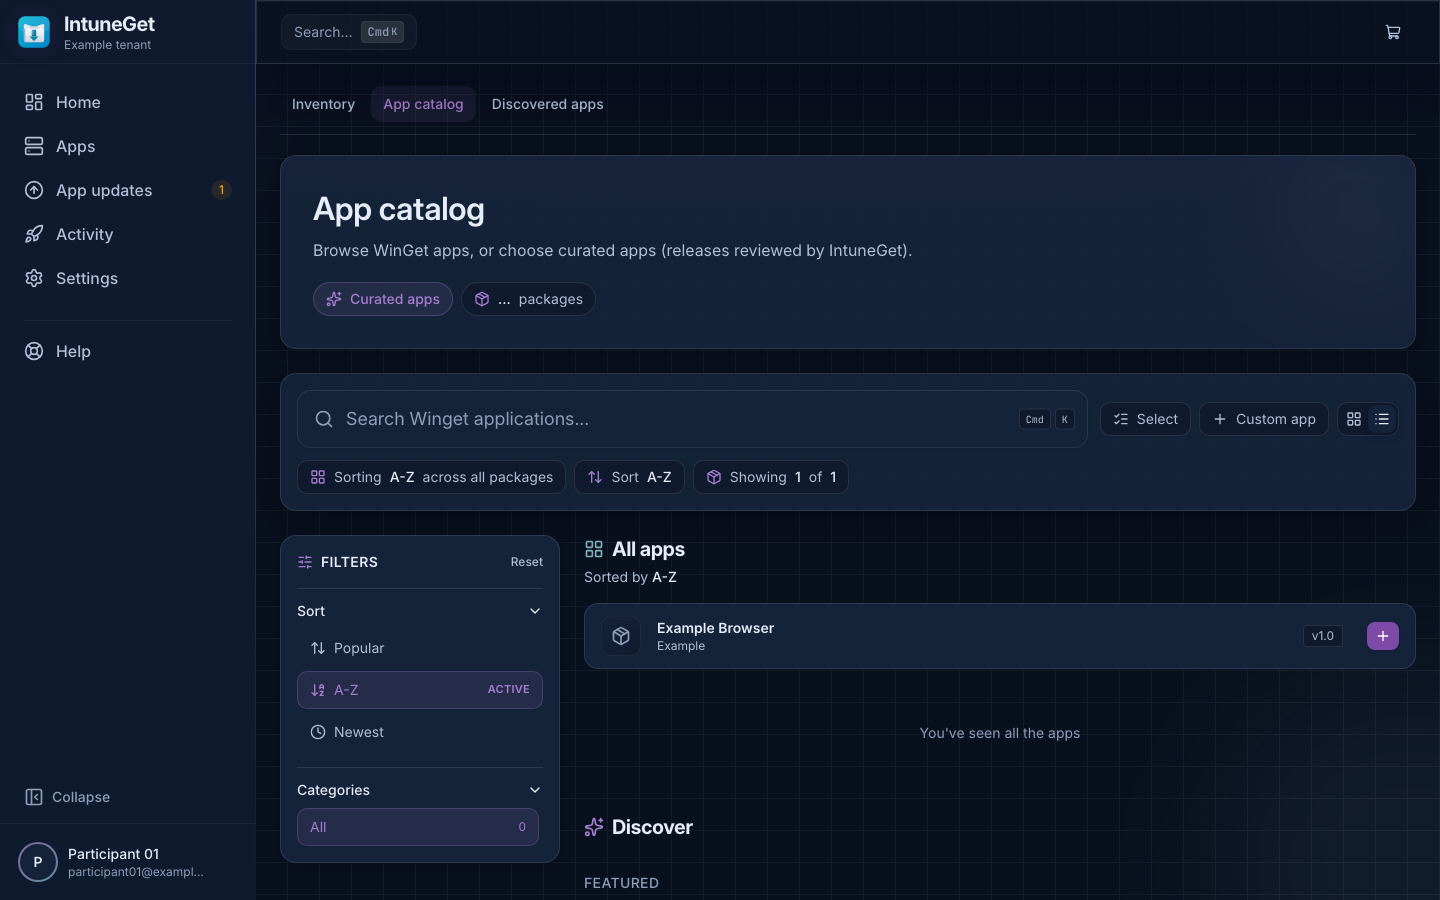 IntuneGet
Example tenant
Search... Cmd K
Home
Apps
App updates 1
Activity
Settings
Help
Collapse
P
Participant 01
participant01@exampl...
Inventory App catalog Discovered apps
App catalog
Browse WinGet apps, or choose curated apps (releases reviewed by IntuneGet).
Curated apps ... packages
Search Winget applications... Cmd K Select Custom app
Sorting A-Z across all packages Sort A-Z Showing 1 of 1
FILTERS Reset
Sort
Popular
A-Z ACTIVE
Newest
Categories
All 0
All apps
Sorted by A-Z
Example Browser
Example
v1.0
You've seen all the apps
Discover
FEATURED